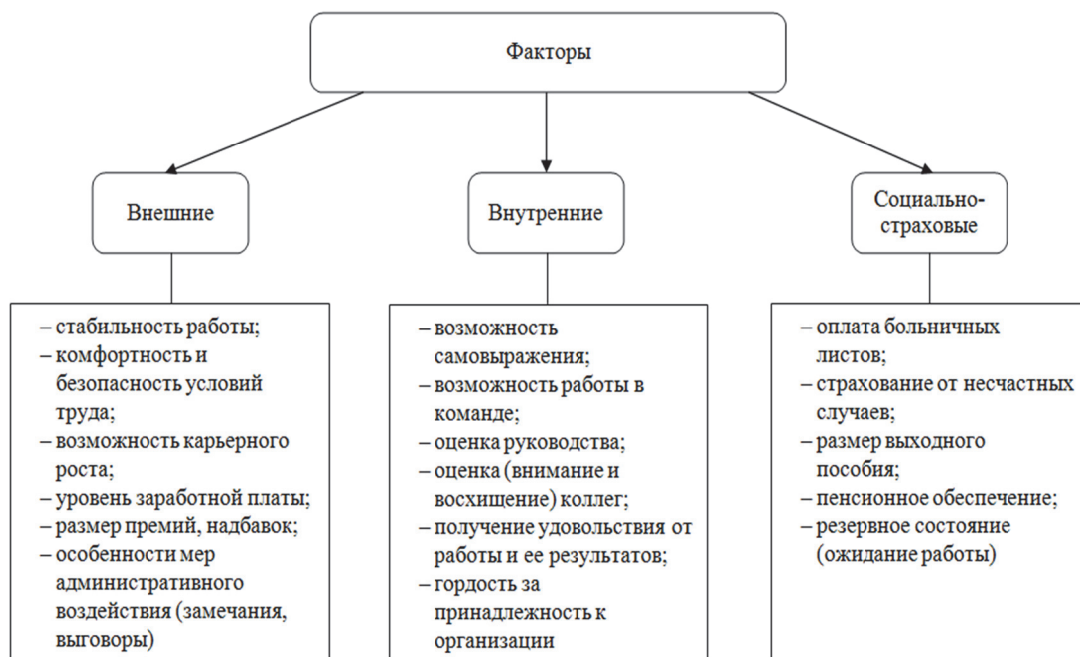 Факторы
Внешние
– стабильность работы;
– комфортность и
безопасность условий
труда;
– возможность карьерного
роста;
– уровень заработной платы;
– размер премий, надбавок;
– особенности мер
административного
воздействия (замечания,
выговоры)
Внутренние
– возможность
самовыражения;
– возможность работы в
команде;
– оценка руководства;
– оценка (внимание и
восхищение) коллег;
– получение удовольствия от
работы и ее результатов;
– гордость за
принадлежность к
организации
Социально-
страховые
– оплата больничных
листов;
– страхование от несчастных
случаев;
– размер выходного
пособия;
– пенсионное обеспечение;
– резервное состояние
(ожидание работы)